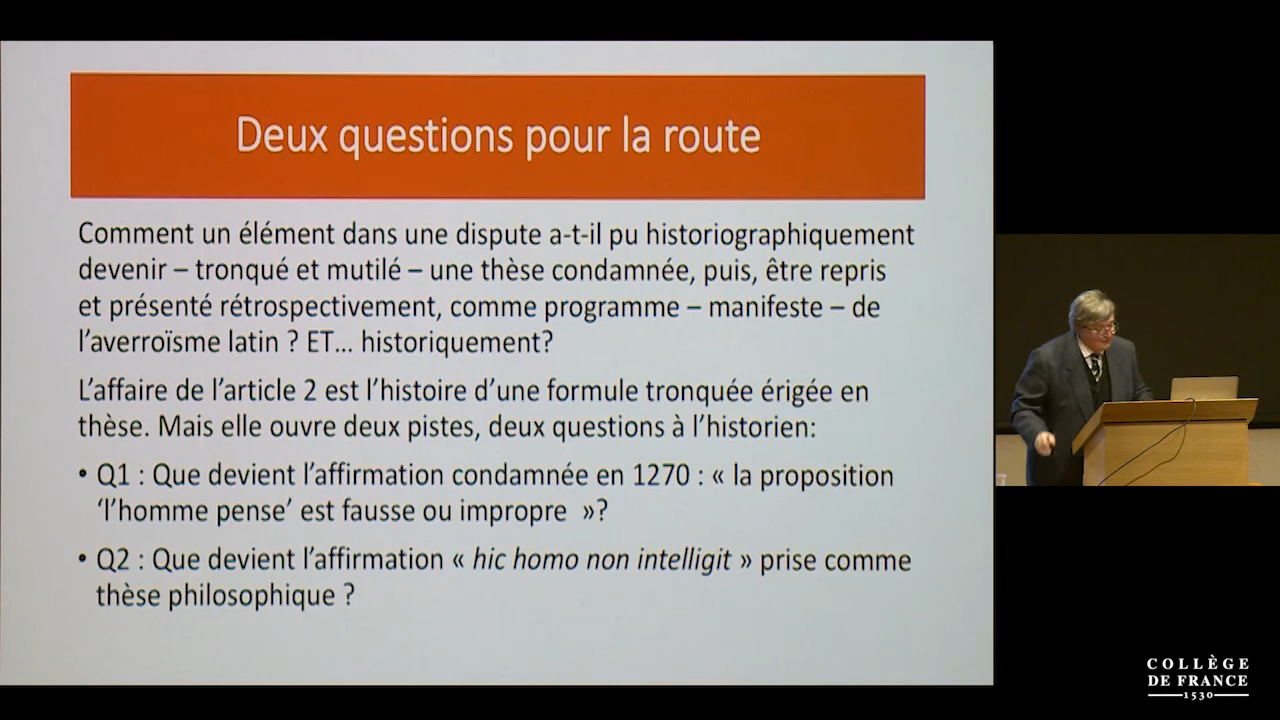 Deux questions pour la route
Comment un élément dans une dispute a-t-il pu historiographiquement
devenir – tronqué et mutilé – une thèse condamnée, puis, être repris
et présenté rétrospectivement, comme programme – manifeste – de
l’averroïsme latin ? ET… historiquement?
L’affaire de l’article 2 est l’histoire d’une formule tronquée érigée en
thèse. Mais elle ouvre deux pistes, deux questions à l’historien:
• Q1 : Que devient l’affirmation condamnée en 1270 : « la proposition
‘l’homme pense’ est fausse ou impropre »?
• Q2 : Que devient l’affirmation « hic homo non intelligit » prise comme
thèse philosophique ?
COLLÈGE
DE FRANCE
1530